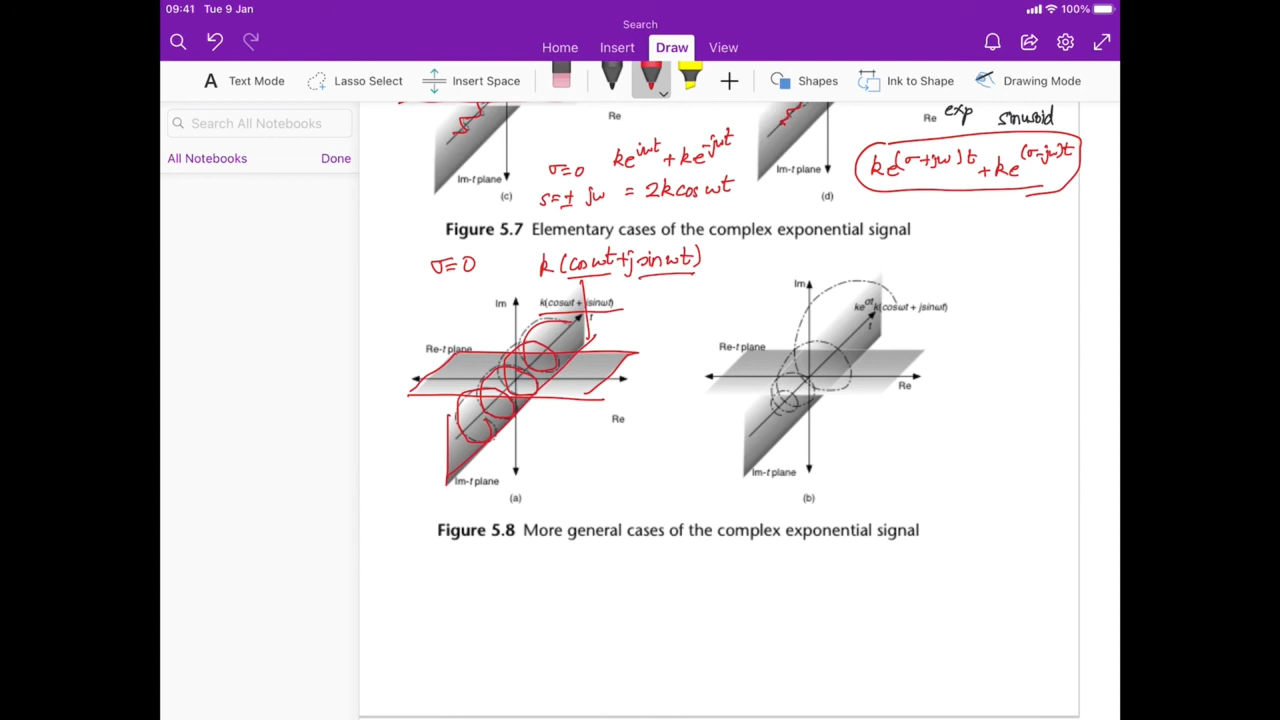 09:41 Tue 9 Jan
100%
Search
Home Insert Draw View
Text Mode Lasso Select Insert Space Shapes Ink to Shape Drawing Mode
Search All Notebooks
All Notebooks Done
Re
Re exp sinusoid
σ=0 ke^jωt + ke^-jωt
ke^(σ+jω)t + ke^(σ-jω)t
Im-t plane
s=± jω = 2k cos ωt
Im-t plane
(c)
(d)
Figure 5.7 Elementary cases of the complex exponential signal
σ=0 k(cosωt+jsinωt)
Im k(cosωt + jsinωt)
t
Re-t plane
Re
Im-t plane
(a)
Im
ke^σt k(cosωt + jsinωt)
t
Re-t plane
Re
Im-t plane
(b)
Figure 5.8 More general cases of the complex exponential signal